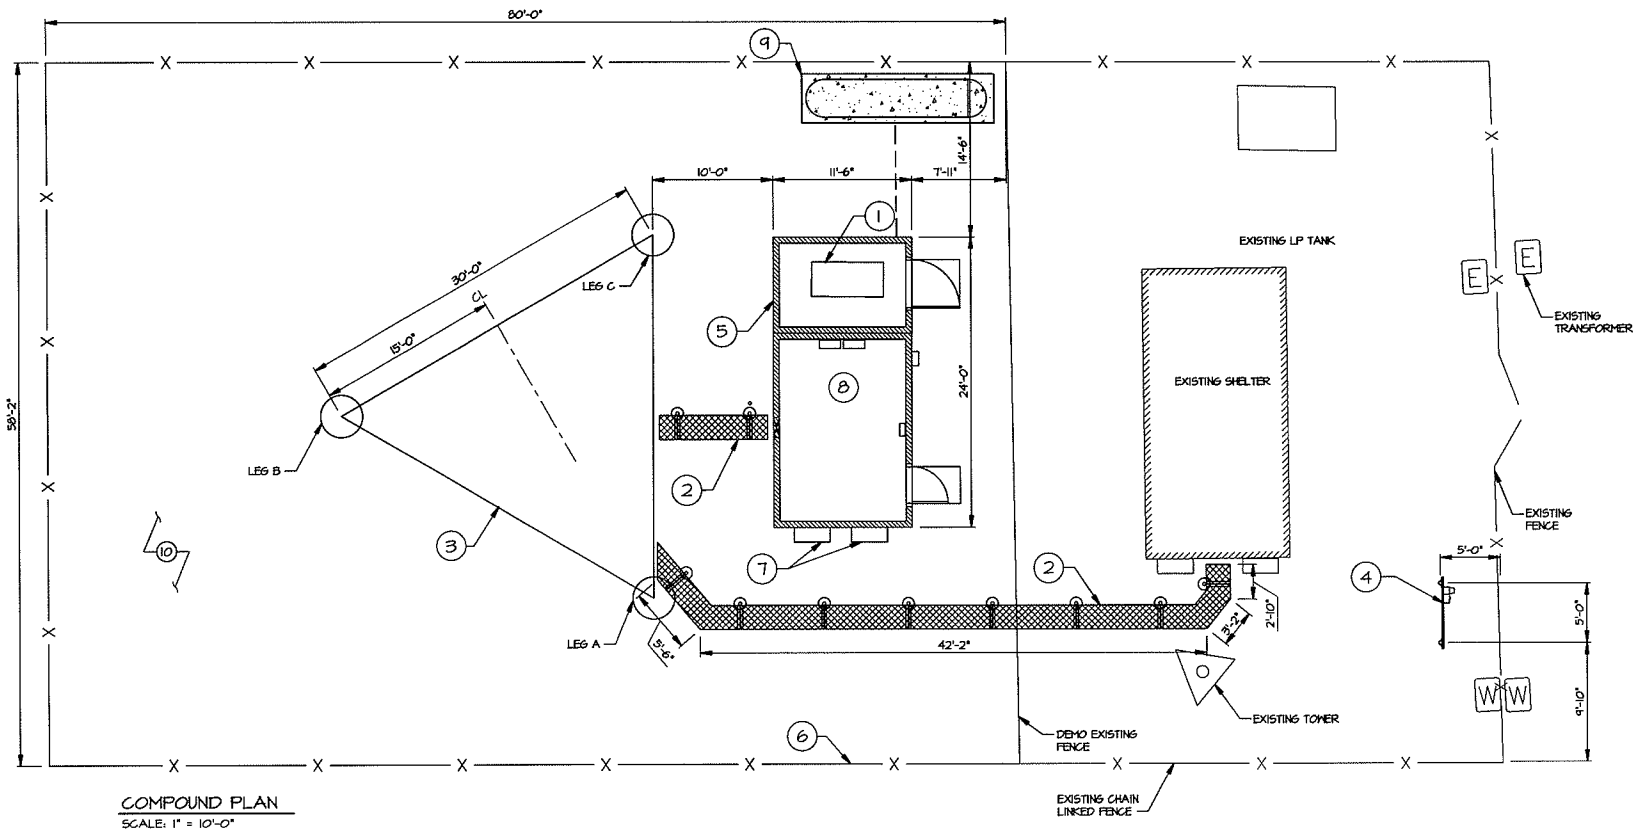 80'-0"
9
14'-6"
10'-0"
11'-6"
7'-11"
1
EXISTING LP TANK
30'-0"
CL
LEG C
E
E
EXISTING
TRANSFORMER
5
15'-0"
58'-2"
8
24'-0"
EXISTING SHELTER
LEG B
2
EXISTING
FENCE
3
10
7
2
5'-0"
4
2'-10"
5'-0"
3'-2"
LEG A
5'-6"
42'-2"
W
W
9'-10"
EXISTING TOWER
6
DEMO EXISTING
FENCE
EXISTING CHAIN
LINKED FENCE
COMPOUND PLAN
SCALE: 1" = 10'-0"